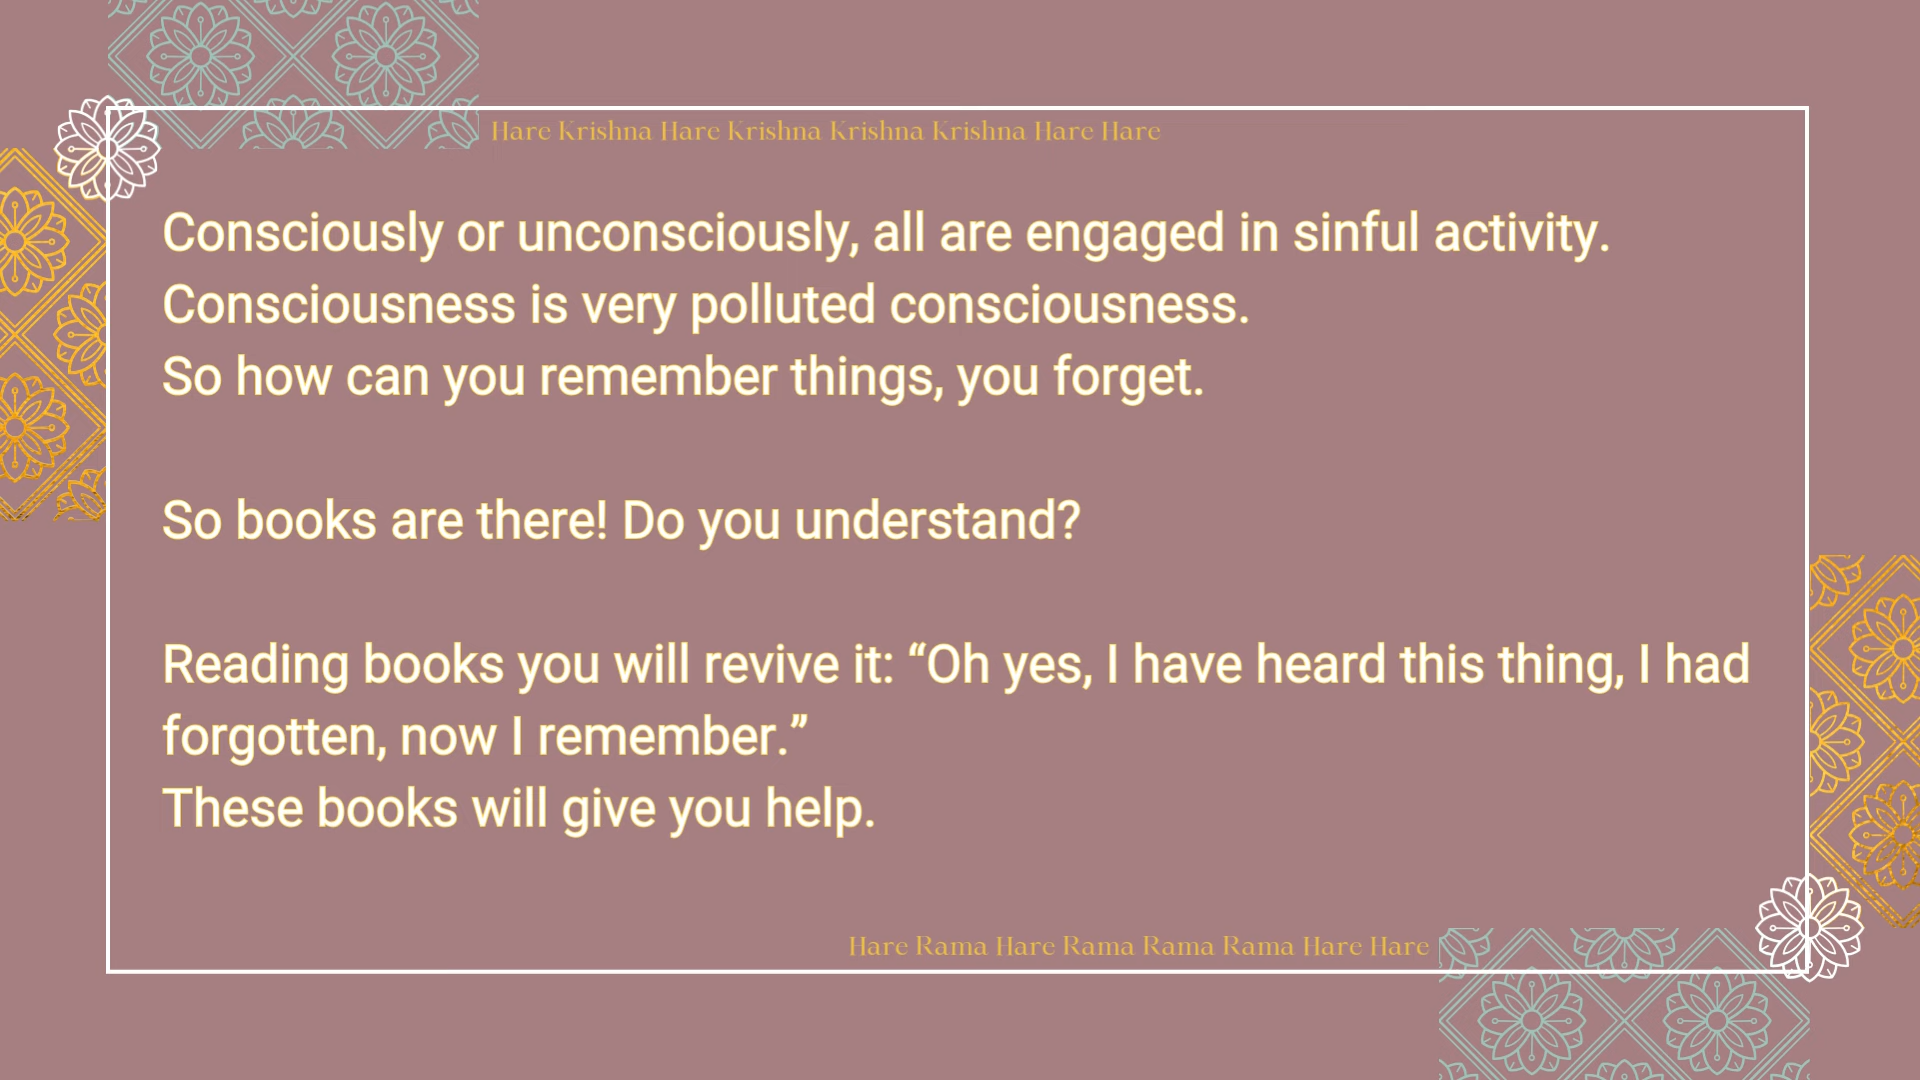 Hare Krishna Hare Krishna Krishna Krishna Hare Hare
Consciously or unconsciously, all are engaged in sinful activity.
Consciousness is very polluted consciousness.
So how can you remember things, you forget.
So books are there! Do you understand?
Reading books you will revive it: “Oh yes, I have heard this thing, I had
forgotten, now I remember.”
These books will give you help.
Hare Rama Hare Rama Rama Rama Hare Hare